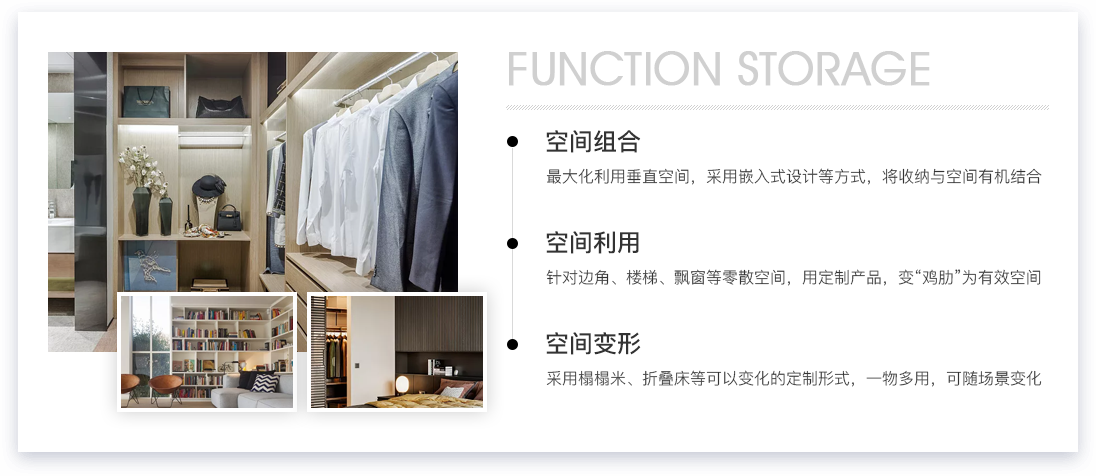 FUNCTION STORAGE
空间组合
最大化利用垂直空间，采用嵌入式设计等方式，将收纳与空间有机结合
空间利用
针对边角、楼梯、飘窗等零散空间，用定制产品，变“鸡肋”为有效空间
空间变形
采用榻榻米、折叠床等可以变化的定制形式，一物多用，可随场景变化